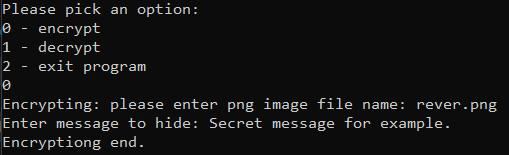 Please pick an option:
0 - encrypt
1 - decrypt
2 - exit program
0
Encrypting: please enter png image file name: rever.png
Enter message to hide: Secret message for example.
Encryptiong end.